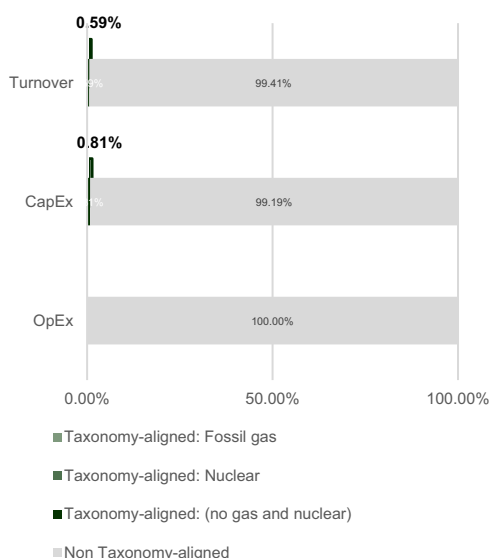 0.59%
Turnover
99.41%
0.81%
CapEx
99.19%
OpEx
100.00%
0.00% 50.00% 100.00%
Taxonomy-aligned: Fossil gas
Taxonomy-aligned: Nuclear
Taxonomy-aligned: (no gas and nuclear)
Non Taxonomy-aligned